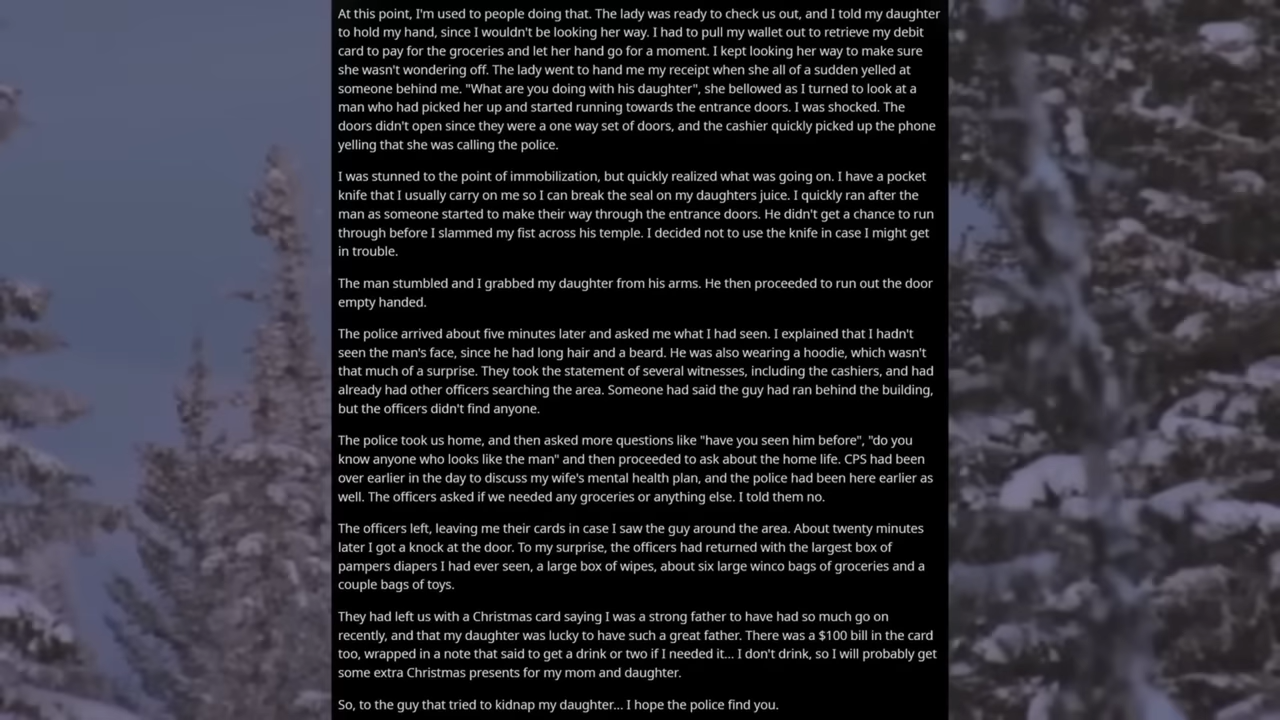 At this point, I'm used to people doing that. The lady was ready to check us out, and I told my daughter
to hold my hand, since I wouldn't be looking her way. I had to pull my wallet out to retrieve my debit
card to pay for the groceries and let her hand go for a moment. I kept looking her way to make sure
she wasn't wondering off. The lady went to hand me my receipt when she all of a sudden yelled at
someone behind me. "What are you doing with his daughter", she bellowed as I turned to look at a
man who had picked her up and started running towards the entrance doors. I was shocked. The
doors didn't open since they were a one way set of doors, and the cashier quickly picked up the phone
yelling that she was calling the police.
I was stunned to the point of immobilization, but quickly realized what was going on. I have a pocket
knife that I usually carry on me so I can break the seal on my daughters juice. I quickly ran after the
man as someone started to make their way through the entrance doors. He didn't get a chance to run
through before I slammed my fist across his temple. I decided not to use the knife in case I might get
in trouble.
The man stumbled and I grabbed my daughter from his arms. He then proceeded to run out the door
empty handed.
The police arrived about five minutes later and asked me what I had seen. I explained that I hadn't
seen the man's face, since he had long hair and a beard. He was also wearing a hoodie, which wasn't
that much of a surprise. They took the statement of several witnesses, including the cashiers, and had
already had other officers searching the area. Someone had said the guy had ran behind the building,
but the officers didn't find anyone.
The police took us home, and then asked more questions like "have you seen him before", "do you
know anyone who looks like the man" and then proceeded to ask about the home life. CPS had been
over earlier in the day to discuss my wife's mental health plan, and the police had been here earlier as
well. The officers asked if we needed any groceries or anything else. I told them no.
The officers left, leaving me their cards in case I saw the guy around the area. About twenty minutes
later I got a knock at the door. To my surprise, the officers had returned with the largest box of
pampers diapers I had ever seen, a large box of wipes, about six large winco bags of groceries and a
couple bags of toys.
They had left us with a Christmas card saying I was a strong father to have had so much go on
recently, and that my daughter was lucky to have such a great father. There was a $100 bill in the card
too, wrapped in a note that said to get a drink or two if I needed it... I don't drink, so I will probably get
some extra Christmas presents for my mom and daughter.
So, to the guy that tried to kidnap my daughter... I hope the police find you.